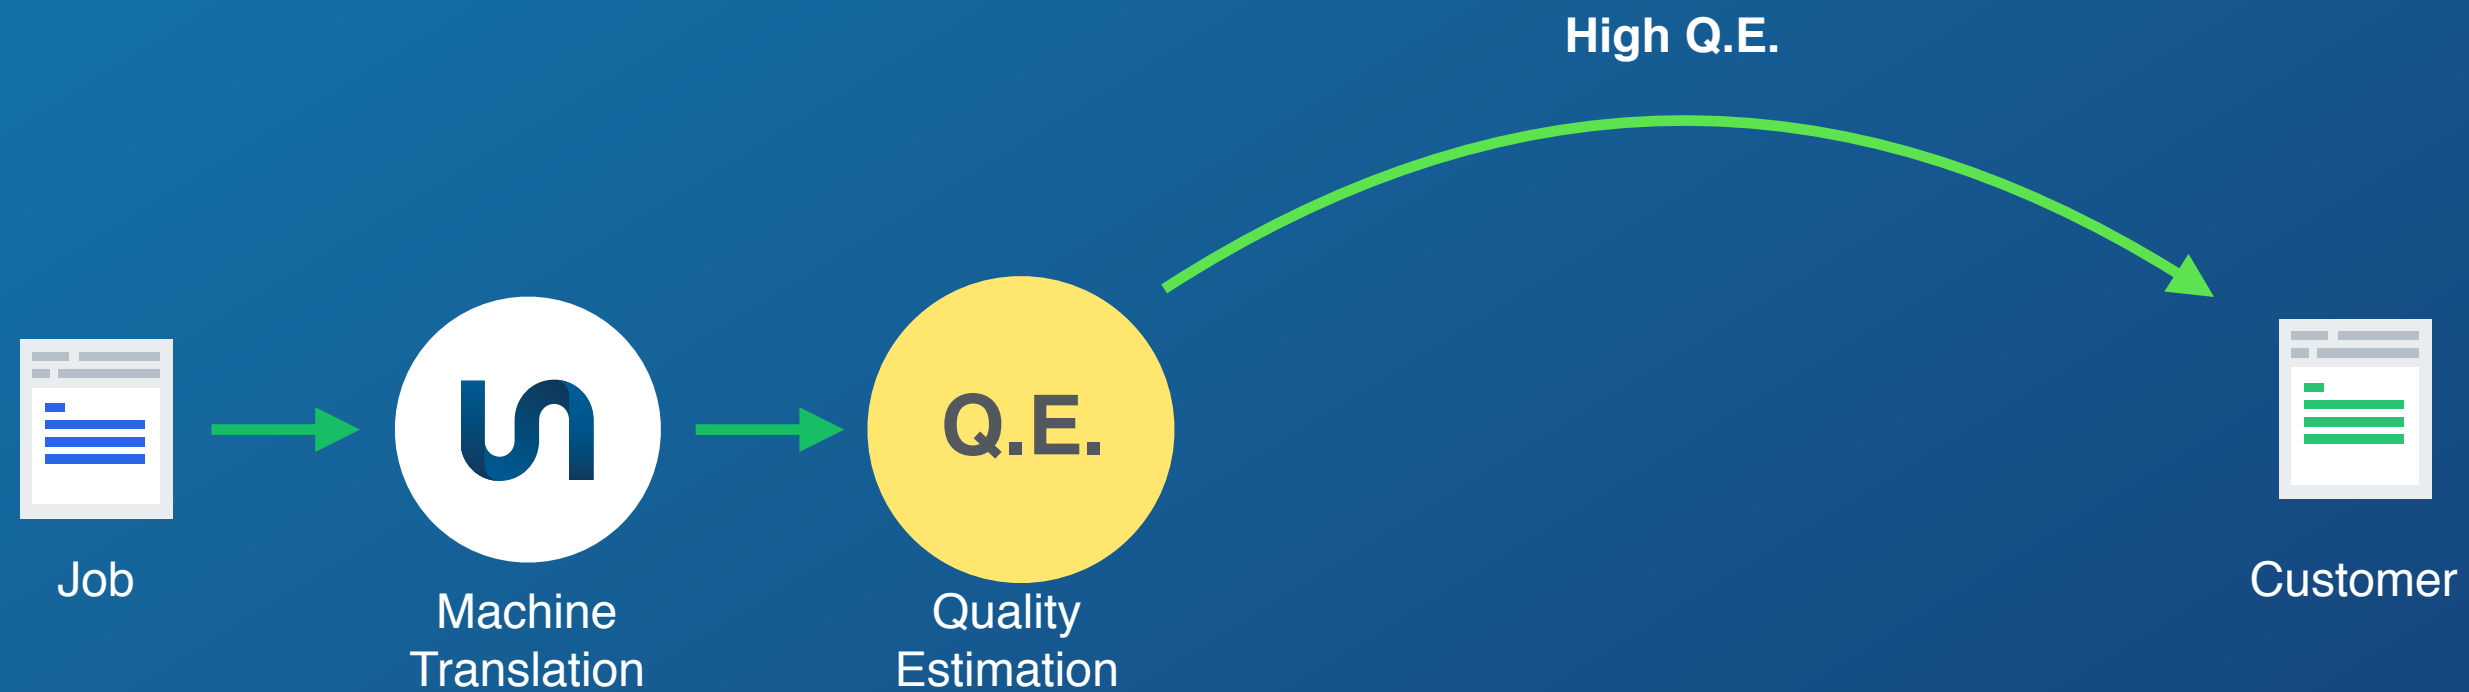 High Q.E.
Q.E.
Job
Machine
Translation
Quality
Estimation
Customer